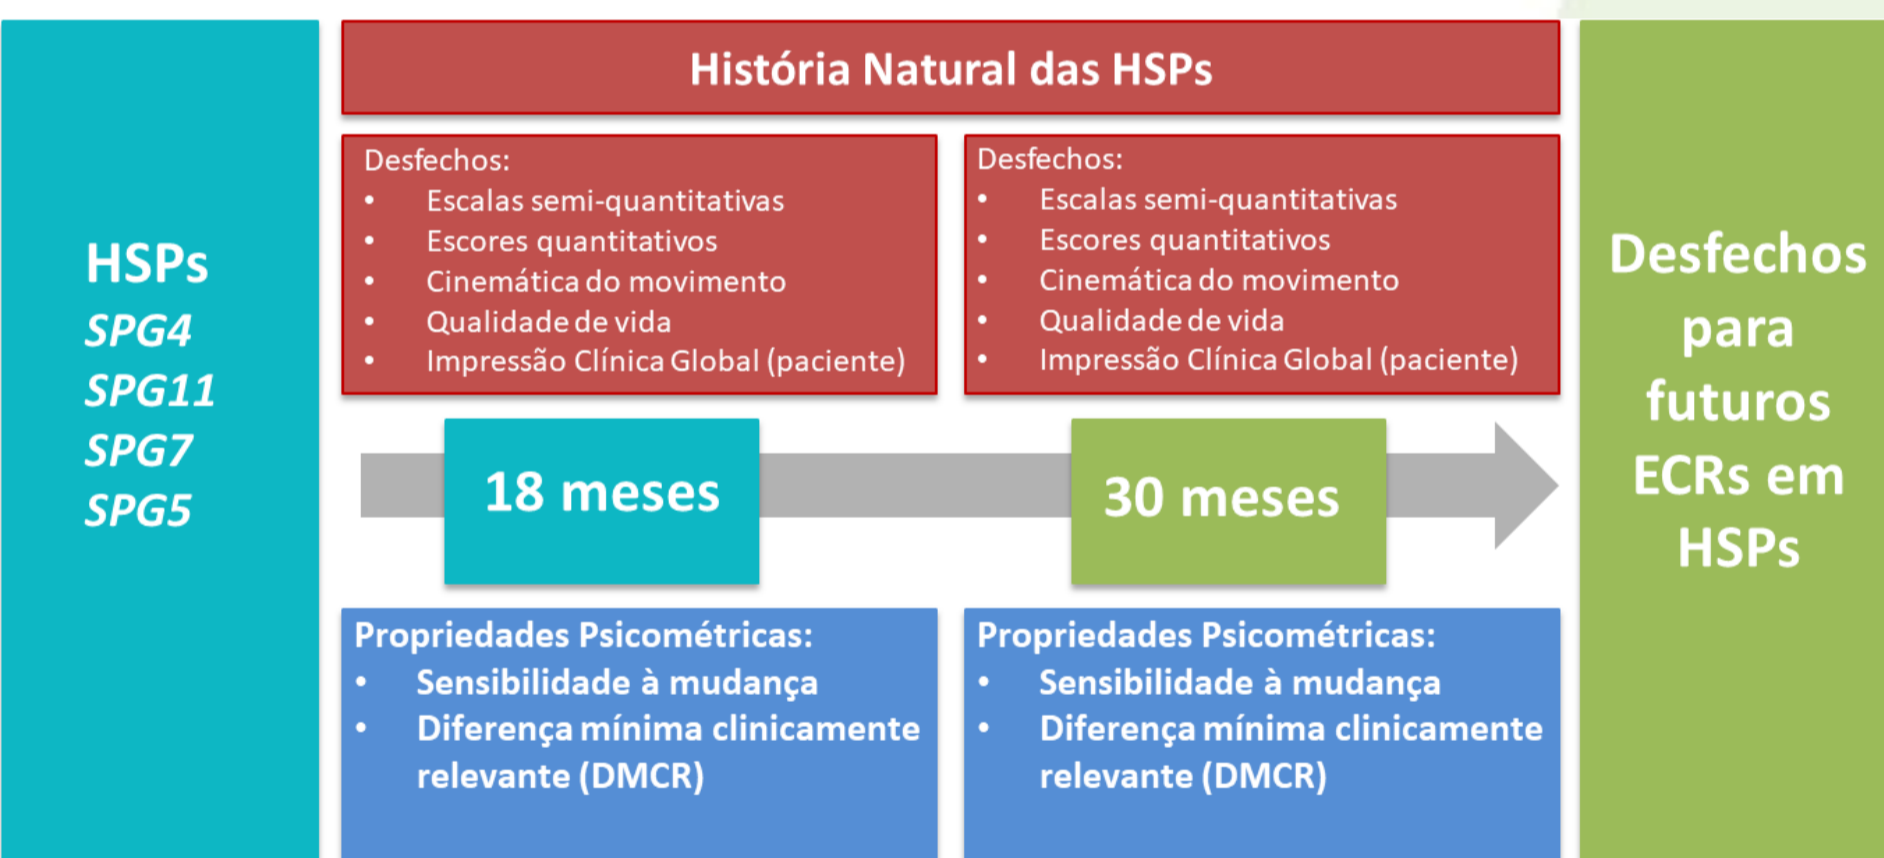 HSPs
SPG4
SPG11
SPG7
SPG5
História Natural das HSPs
Desfechos:
• Escalas semi-quantitativas
• Escores quantitativos
• Cinemática do movimento
• Qualidade de vida
• Impressão Clínica Global (paciente)
Desfechos:
• Escalas semi-quantitativas
• Escores quantitativos
• Cinemática do movimento
• Qualidade de vida
• Impressão Clínica Global (paciente)
18 meses
30 meses
Propriedades Psicométricas:
• Sensibilidade à mudança
• Diferença mínima clinicamente
relevante (DMCR)
Propriedades Psicométricas:
• Sensibilidade à mudança
• Diferença mínima clinicamente
relevante (DMCR)
Desfechos
para
futuros
ECRs em
HSPs